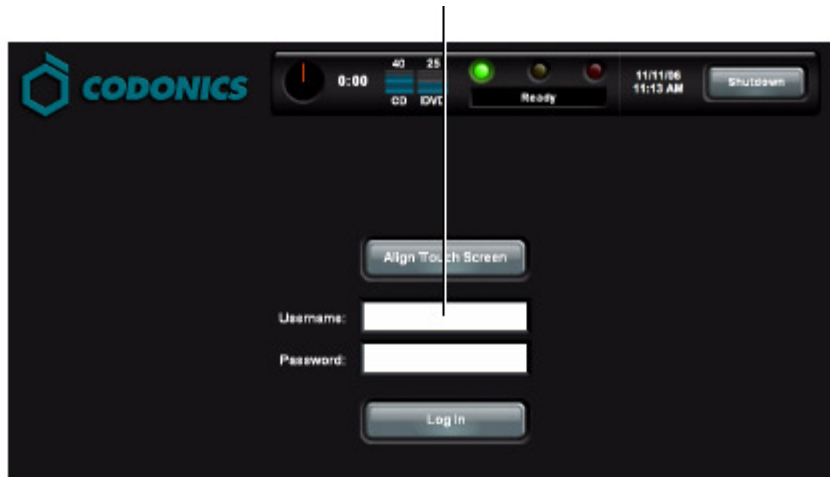 CODONICS
0:00
40 25
CD DVD
Ready
11/11/06
11:13 AM
Shutdown
Align Touch Screen
Username:
Password:
Log In